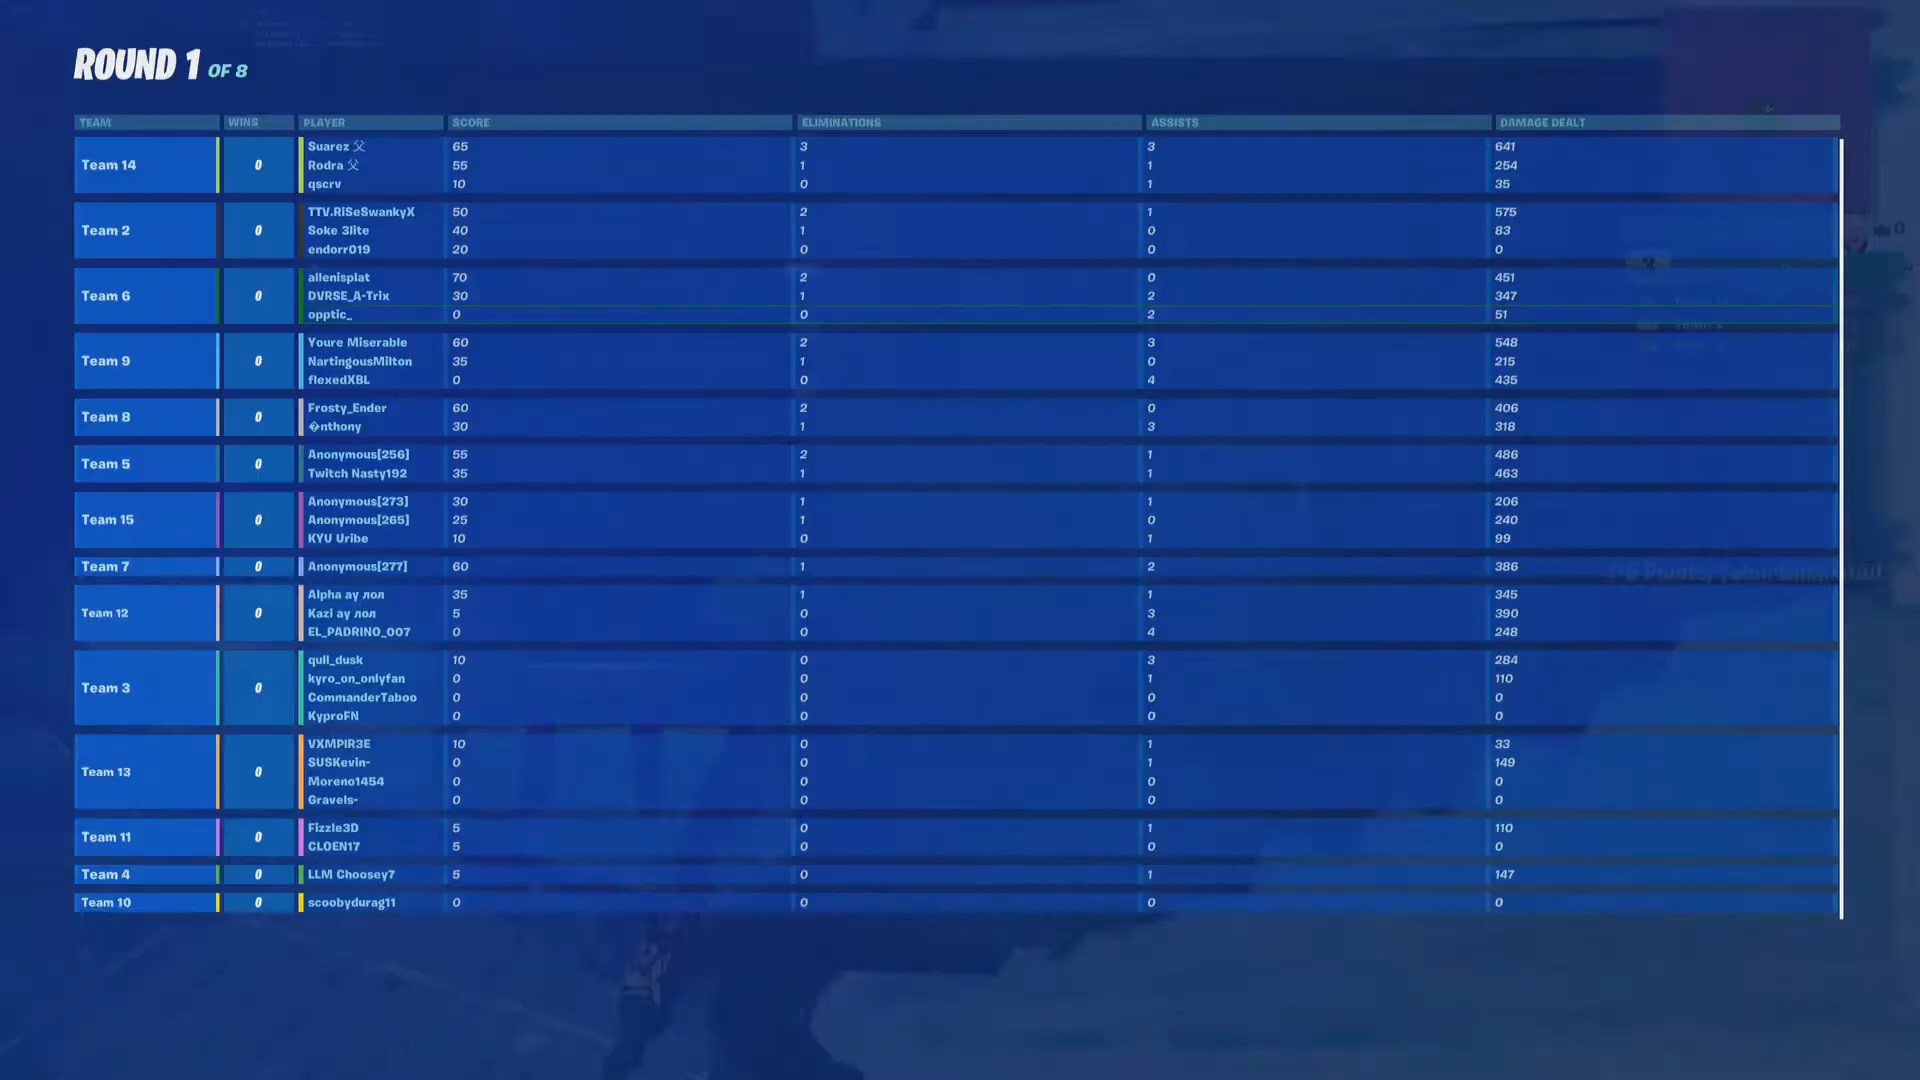 ROUND 1 OF 8
TEAM WINS PLAYER SCORE ELIMINATIONS ASSISTS DAMAGE DEALT
Team 14 0
Suarez 父 65 3 3 641
Rodra 父 55 1 1 254
qscrv 10 0 1 35
Team 2 0
TTV.RiSeSwankyX 50 2 1 575
Soke 3lite 40 1 0 83
endorr019 20 0 0 0
Team 6 0
allenisplat 70 2 0 451
DVRSE_A-Trix 30 1 2 347
opptic_ 0 0 2 51
Team 9 0
Youre Miserable 60 2 3 548
NartingousMilton 35 1 0 215
flexedXBL 0 0 4 435
Team 8 0
Frosty_Ender 60 2 0 406
�nthony 30 1 3 318
Team 5 0
Anonymous[256] 55 2 1 486
Twitch Nasty192 35 1 1 463
Team 15 0
Anonymous[273] 30 1 1 206
Anonymous[265] 25 1 0 240
KYU Uribe 10 0 1 99
Team 7 0 Anonymous[277] 60 1 2 386
Team 12 0
Alpha ау лол 35 1 1 345
Kazi ау лол 5 0 3 390
EL_PADRINO_007 0 0 4 248
Team 3 0
qull_dusk 10 0 3 284
kyro_on_onlyfan 0 0 1 110
CommanderTaboo 0 0 0 0
KyproFN 0 0 0 0
Team 13 0
VXMPIR3E 10 0 1 33
SUSKevin- 0 0 1 149
Moreno1454 0 0 0 0
Gravels- 0 0 0 0
Team 11 0
Fizzle3D 5 0 1 110
CLOEN17 5 0 0 0
Team 4 0 LLM Choosey7 5 0 1 147
Team 10 0 scoobydurag11 0 0 0 0